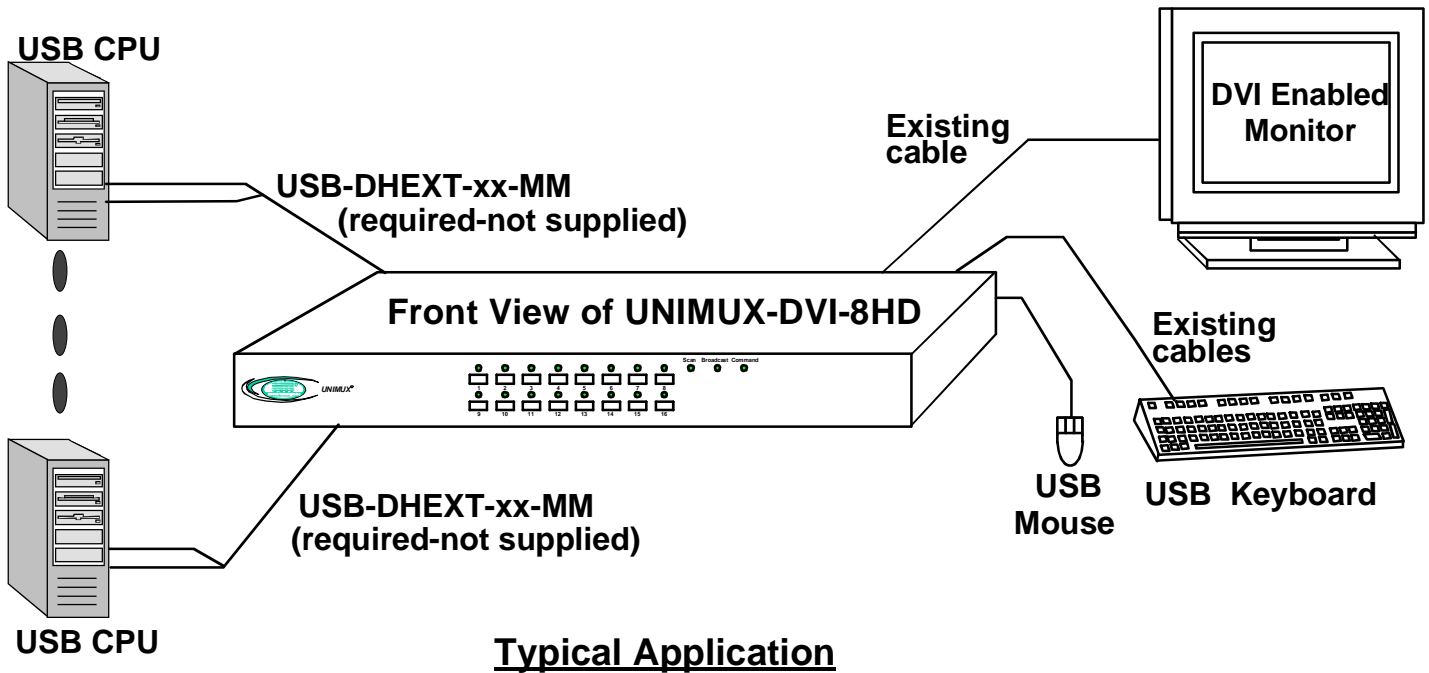 USB CPU
DVI Enabled
Monitor
Existing
cable
USB-DHEXT-xx-MM
(required-not supplied)
Front View of UNIMUX-DVI-8HD
Existing
cables
Scan Broadcast Command
UNIMUX®
1 2 3 4 5 6 7 8
9 10 11 12 13 14 15 16
USB
Mouse
USB Keyboard
USB-DHEXT-xx-MM
(required-not supplied)
USB CPU
Typical Application